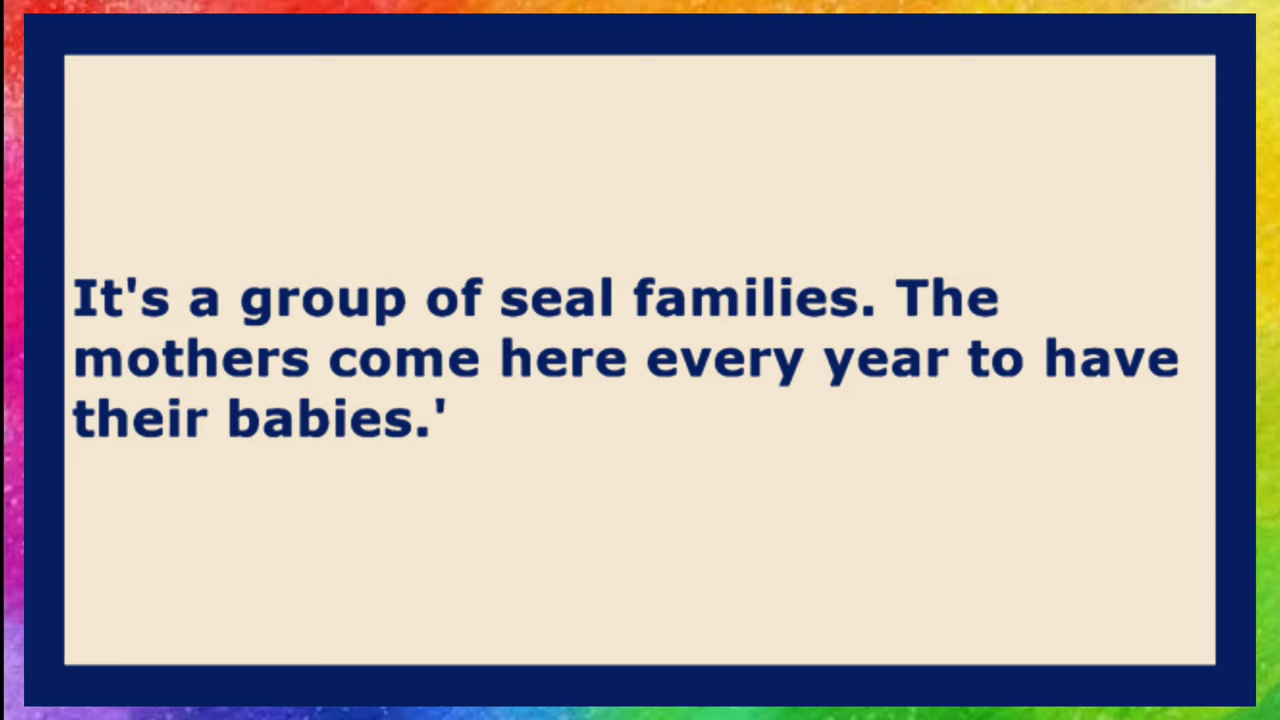 It's a group of seal families. The
mothers come here every year to have
their babies.'